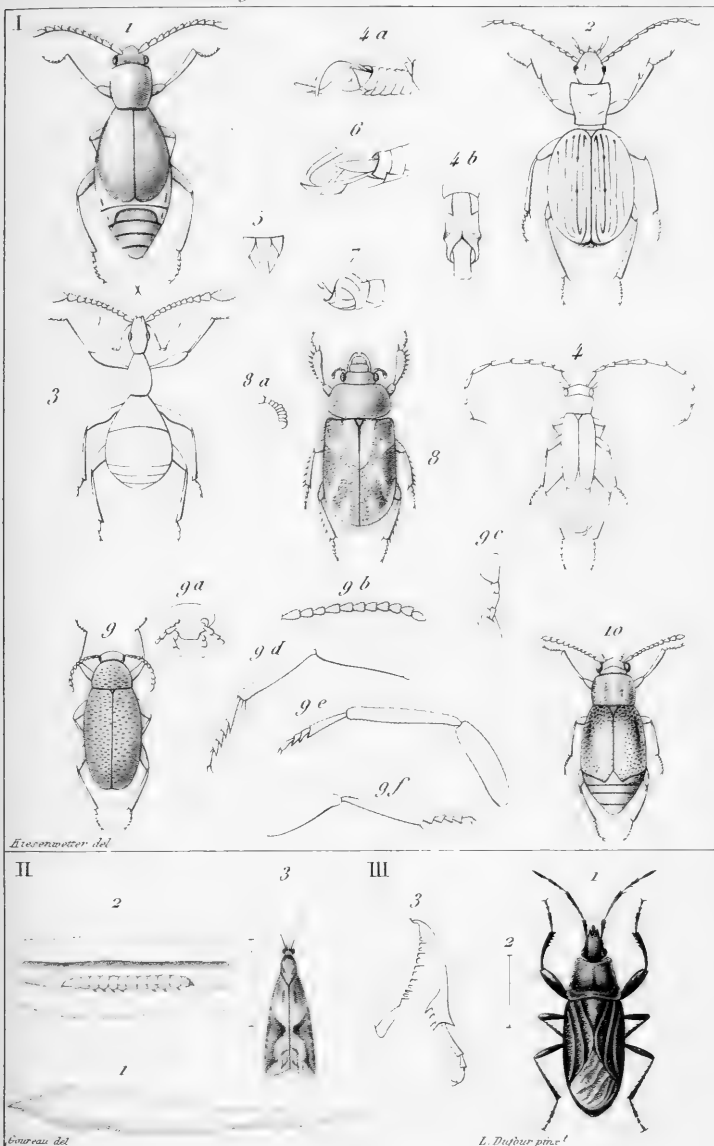 I
1
4 a
2
6
4 b
5
7
3
8 a
8
4
9 c
9 a
9
9 b
10
9 d
9 e
9 f
Kiesenwetter del
II
2
3
1
Goureau del
III
3
1
2
L. Dufour pinx^t